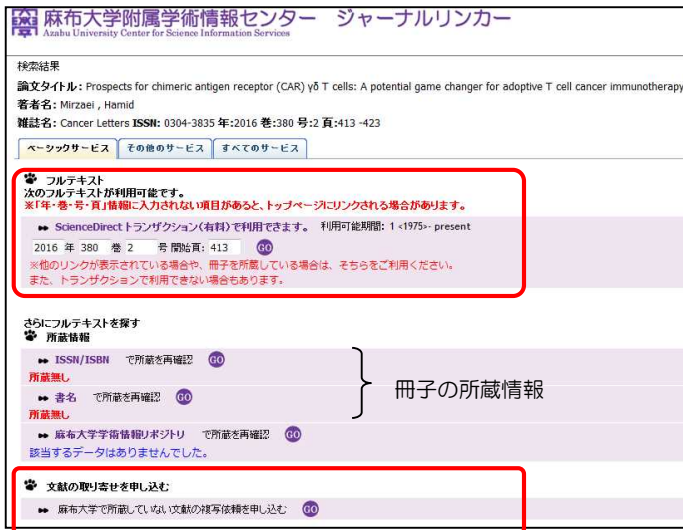 麻布大学附属学術情報センター　ジャーナルリンカー
Azabu University Center for Science Information Services
検索結果
論文タイトル: Prospects for chimeric antigen receptor (CAR) γδ T cells: A potential game changer for adoptive T cell cancer immunotherapy
著者名: Mirzaei , Hamid
雑誌名: Cancer Letters ISSN: 0304-3835 年:2016 巻:380 号:2 頁:413 -423
ベーシックサービス　その他のサービス　すべてのサービス
フルテキスト
次のフルテキストが利用可能です。
※「年・巻・号・頁」情報に入力されない項目があると、トップページにリンクされる場合があります。
ScienceDirectトランザクション(有料)で利用できます。 利用可能期間: 1 <1975>- present
2016 年 380 巻 2 号 開始頁: 413 GO
※他のリンクが表示されている場合や、冊子を所蔵している場合は、そちらをご利用ください。
また、トランザクションで利用できない場合もあります。
さらにフルテキストを探す
所蔵情報
ISSN/ISBN で所蔵を再確認 GO
所蔵無し
書名 で所蔵を再確認 GO
所蔵無し
冊子の所蔵情報
麻布大学学術情報リポジトリ で所蔵を再確認 GO
該当するデータはありませんでした。
文献の取り寄せを申し込む
麻布大学で所蔵していない文献の複写依頼を申し込む GO